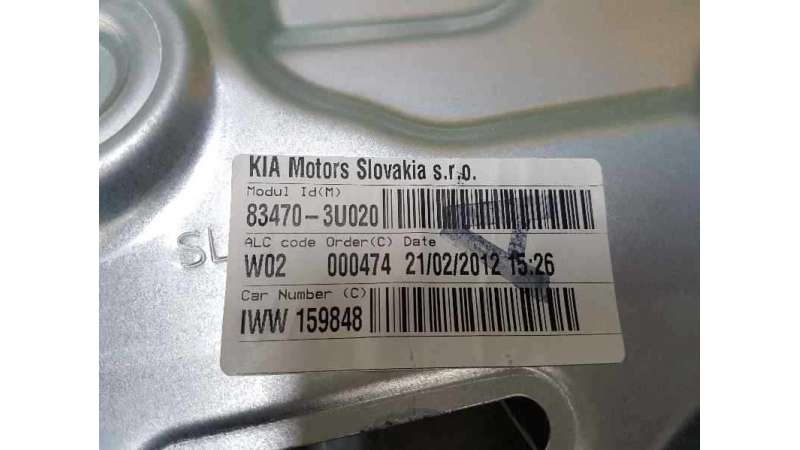 KIA Motors Slovakia s.r.o.
Modul Id(M)
83470-3U020
ALC code Order(C) Date
W02 000474 21/02/2012 15:26
Car Number (C)
IWW 159848
SL